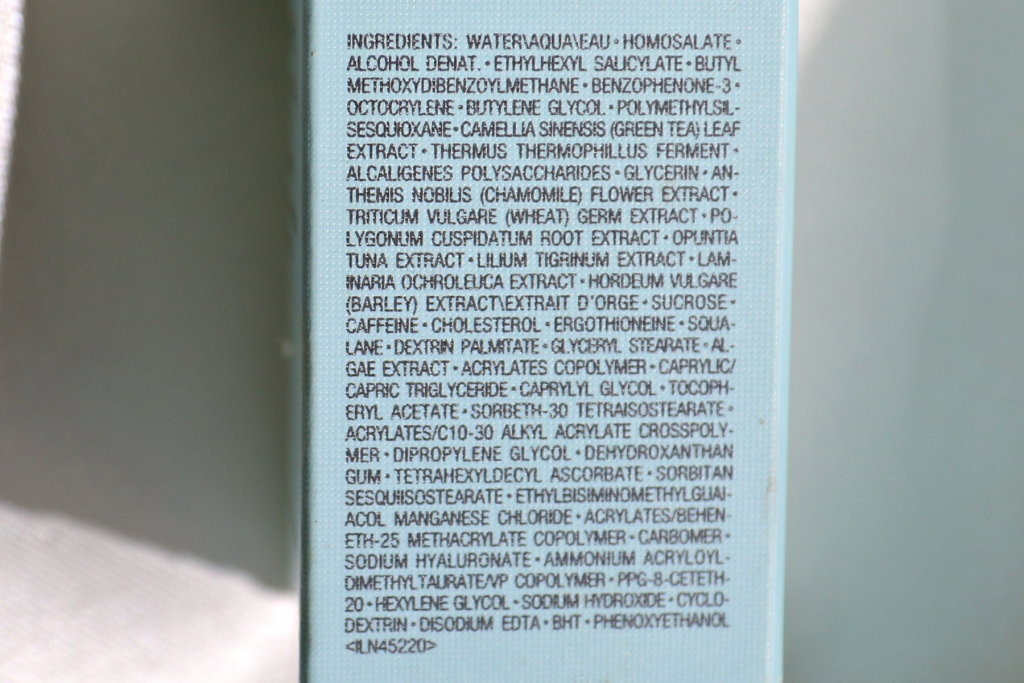 INGREDIENTS: WATER\AQUA\EAU • HOMOSALATE •
ALCOHOL DENAT. • ETHYLHEXYL SALICYLATE • BUTYL
METHOXYDIBENZOYLMETHANE • BENZOPHENONE-3 •
OCTOCRYLENE • BUTYLENE GLYCOL • POLYMETHYLSIL-
SESQUIOXANE • CAMELLIA SINENSIS (GREEN TEA) LEAF
EXTRACT • THERMUS THERMOPHILLUS FERMENT •
ALCALIGENES POLYSACCHARIDES • GLYCERIN • AN-
THEMIS NOBILIS (CHAMOMILE) FLOWER EXTRACT •
TRITICUM VULGARE (WHEAT) GERM EXTRACT • PO-
LYGONUM CUSPIDATUM ROOT EXTRACT • OPUNTIA
TUNA EXTRACT • LILIUM TIGRINUM EXTRACT • LAM-
INARIA OCHROLEUCA EXTRACT • HORDEUM VULGARE
(BARLEY) EXTRACT\EXTRAIT D'ORGE • SUCROSE •
CAFFEINE • CHOLESTEROL • ERGOTHIONEINE • SQUA-
LANE • DEXTRIN PALMITATE • GLYCERYL STEARATE • AL-
GAE EXTRACT • ACRYLATES COPOLYMER • CAPRYLIC/
CAPRIC TRIGLYCERIDE • CAPRYLYL GLYCOL • TOCOPH-
ERYL ACETATE • SORBETH-30 TETRAISOSTEARATE •
ACRYLATES/C10-30 ALKYL ACRYLATE CROSSPOLY-
MER • DIPROPYLENE GLYCOL • DEHYDROXANTHAN
GUM • TETRAHEXYLDECYL ASCORBATE • SORBITAN
SESQUIISOSTEARATE • ETHYLBISIMINOMETHYLGUAI-
ACOL MANGANESE CHLORIDE • ACRYLATES/BEHEN-
ETH-25 METHACRYLATE COPOLYMER • CARBOMER •
SODIUM HYALURONATE • AMMONIUM ACRYLOYL-
DIMETHYLTAURATE/VP COPOLYMER • PPG-8-CETETH-
20 • HEXYLENE GLYCOL • SODIUM HYDROXIDE • CYCLO-
DEXTRIN • DISODIUM EDTA • BHT • PHENOXYETHANOL
<ILN45220>